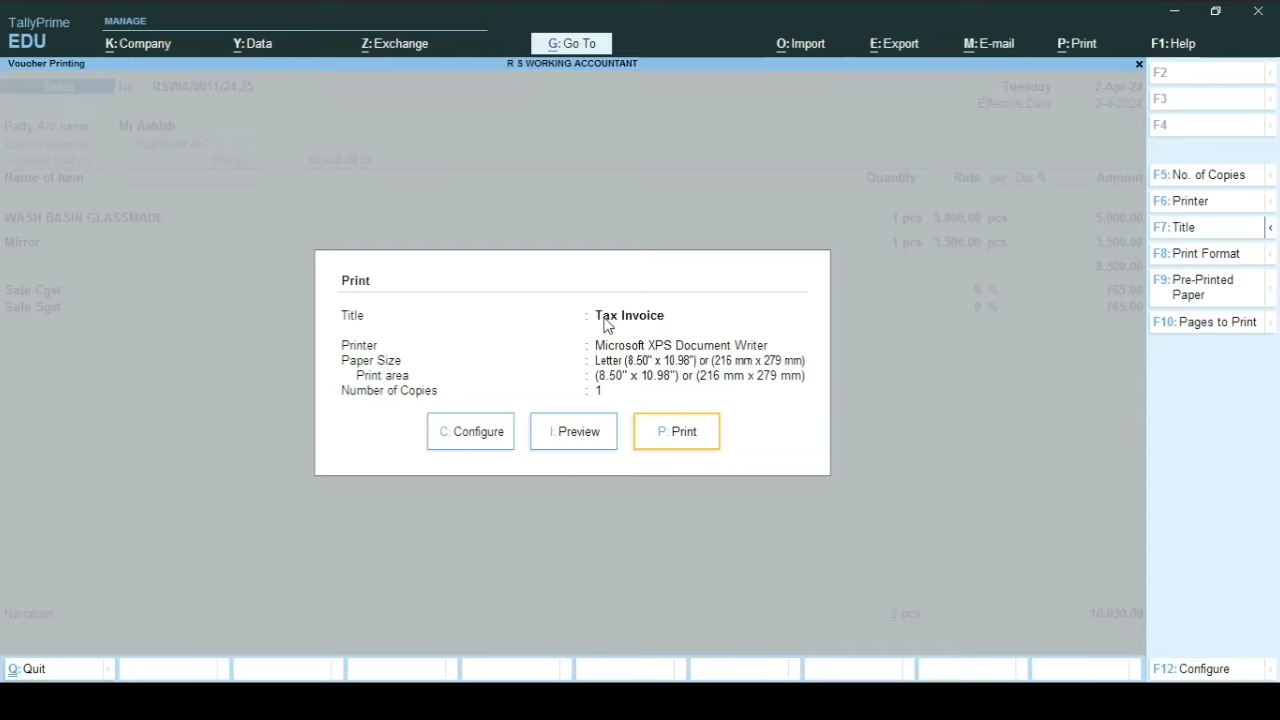 TallyPrime
EDU
MANAGE
K: Company
Y: Data
Z: Exchange
G: Go To
O: Import
E: Export
M: E-mail
P: Print
F1: Help
Voucher Printing
R S WORKING ACCOUNTANT
Sales No. RSWA/0011/24-25
Tuesday 2-Apr-24
Effective Date 2-4-2024
Party A/c name Mr Ashish
Name of Item Quantity Rate per Disc % Amount
WASH BASIR GLASSMADE 1 pcs 5,000.00 pcs 5,000.00
Mirror 1 pcs 3,500.00 pcs 3,500.00
8,500.00
Sale Cgst 9 % 765.00
Sale Sgst 9 % 765.00
Print
Title : Tax Invoice
Printer : Microsoft XPS Document Writer
Paper Size : Letter (8.50" x 10.98") or (216 mm x 279 mm)
Print area : (8.50" x 10.98") or (216 mm x 279 mm)
Number of Copies : 1
C: Configure
I: Preview
P: Print
Narration 2 pcs 10,030.00
Q: Quit
F2
F3
F4
F5: No. of Copies
F6: Printer
F7: Title
F8: Print Format
F9: Pre-Printed
Paper
F10: Pages to Print
F12: Configure